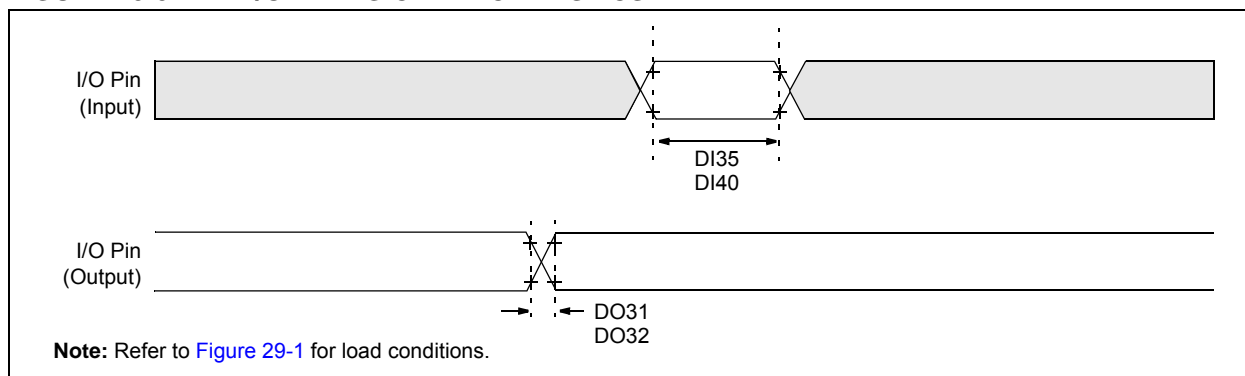 I/O Pin
(Input)
DI35
DI40
I/O Pin
(Output)
DO31
DO32
Note: Refer to Figure 29-1 for load conditions.